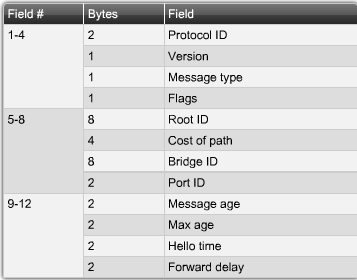 Field # Bytes Field
1-4 2 Protocol ID
1 Version
1 Message type
1 Flags
5-8 8 Root ID
4 Cost of path
8 Bridge ID
2 Port ID
9-12 2 Message age
2 Max age
2 Hello time
2 Forward delay